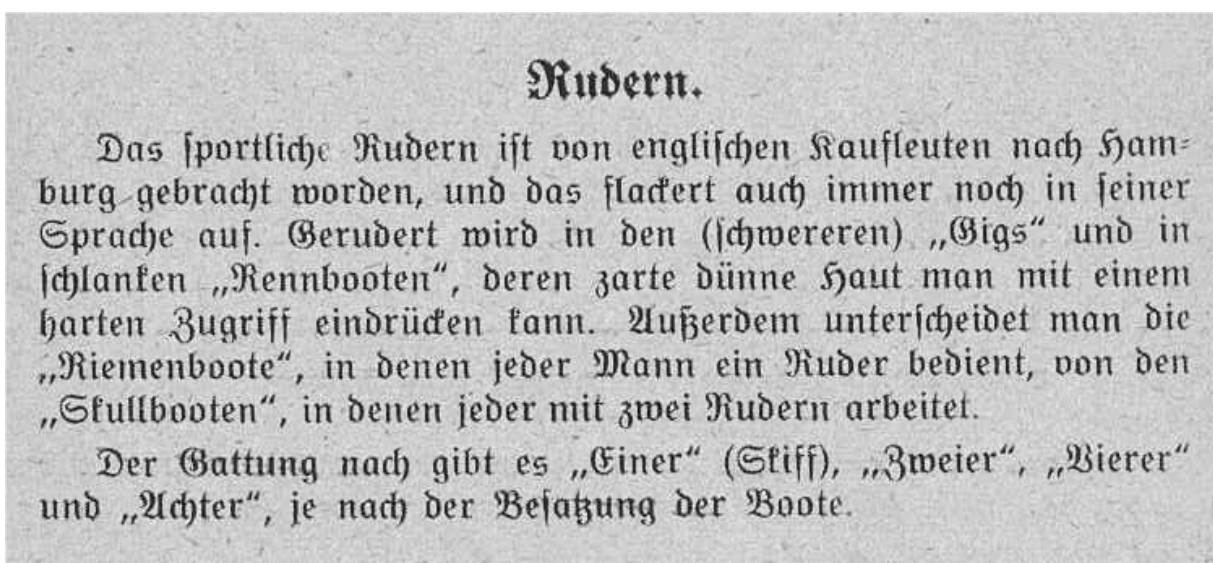 Rudern.
Das sportliche Rudern ist von englischen Kaufleuten nach Ham-
burg gebracht worden, und das flackert auch immer noch in seiner
Sprache auf. Gerudert wird in den (schwereren) „Gigs“ und in
schlanken „Rennbooten“, deren zarte dünne Haut man mit einem
harten Zugriff eindrücken kann. Außerdem unterscheidet man die
„Riemenboote“, in denen jeder Mann ein Ruder bedient, von den
„Skullbooten“, in denen jeder mit zwei Rudern arbeitet.
Der Gattung nach gibt es „Einer“ (Skiff), „Zweier“, „Vierer“
und „Achter“, je nach der Besatzung der Boote.